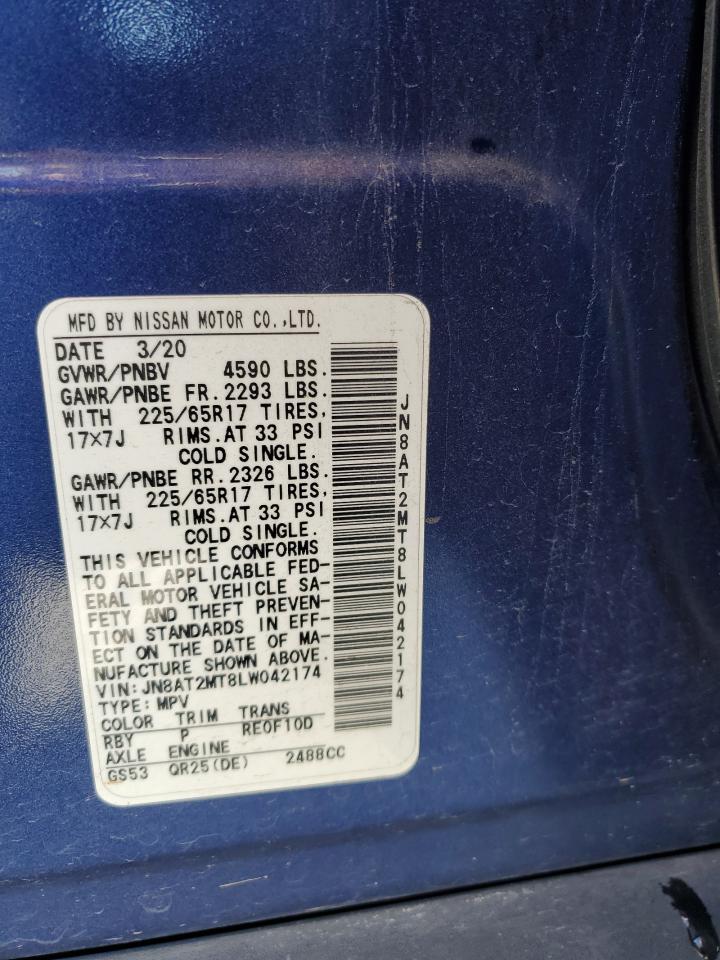 MFD BY NISSAN MOTOR CO.,LTD.
DATE 3/20
GVWR/PNBV 4590 LBS.
GAWR/PNBE FR.2293 LBS.
WITH 225/65R17 TIRES,
17×7J RIMS.AT 33 PSI
COLD SINGLE.
GAWR/PNBE RR.2326 LBS.
WITH 225/65R17 TIRES,
17×7J RIMS.AT 33 PSI
COLD SINGLE.
THIS VEHICLE CONFORMS
TO ALL APPLICABLE FED-
ERAL MOTOR VEHICLE SA-
FETY AND THEFT PREVEN-
TION STANDARDS IN EFF-
ECT ON THE DATE OF MA-
NUFACTURE SHOWN ABOVE.
VIN:JN8AT2MT8LW042174
TYPE:MPV
COLOR TRIM TRANS
RBY P RE0F10D
AXLE ENGINE
GS53 QR25(DE) 2488CC
JN8AT2MT8LW042174